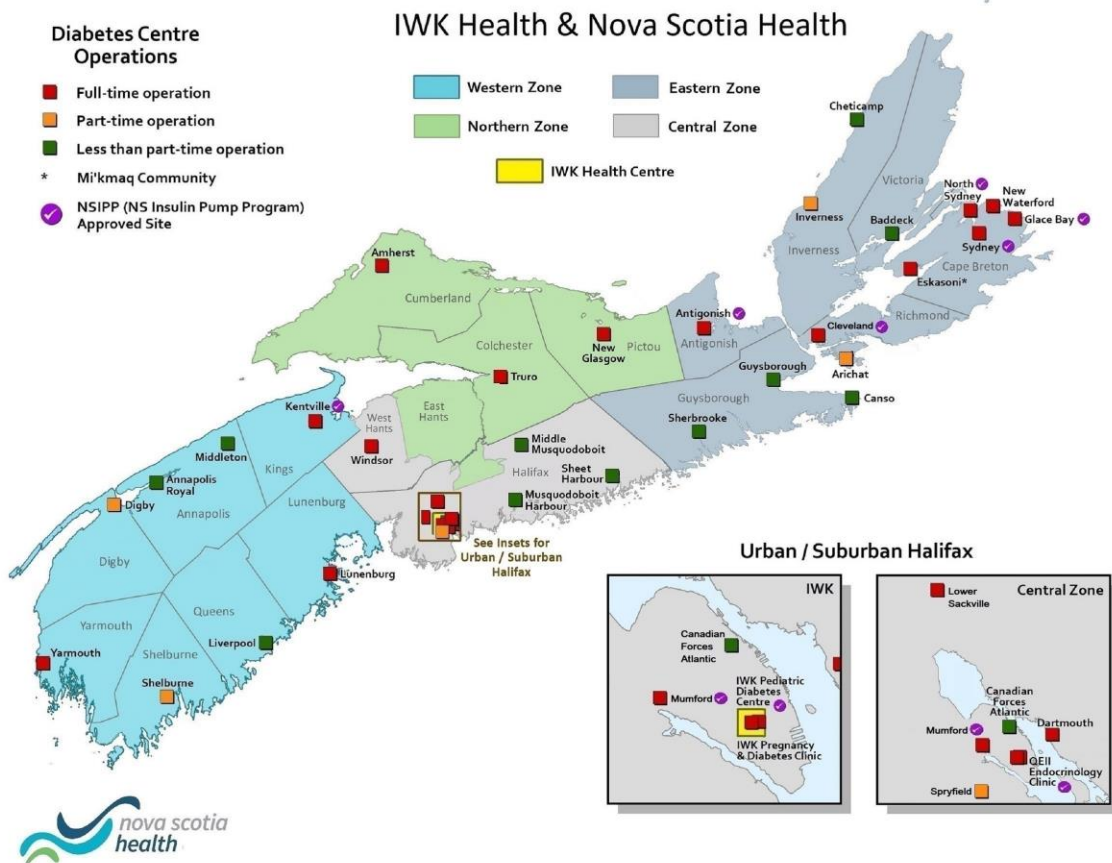 IWK Health & Nova Scotia Health
Diabetes Centre
Operations
Full-time operation
Part-time operation
Less than part-time operation
* Mi'kmaq Community
NSIPP (NS Insulin Pump Program)
Approved Site
Western Zone
Eastern Zone
Northern Zone
Central Zone
IWK Health Centre
Cheticamp
Victoria
North
Sydney
New
Waterford
Glace Bay
Inverness
Baddeck
Sydney
Inverness
Cape Breton
Eskasoni*
Richmond
Amherst
Cumberland
Antigonish
Cleveland
Antigonish
Colchester
New
Glasgow
Pictou
Arichat
Truro
Guysborough
Guysborough
Canso
Kentville
West
Hants
East
Hants
Sherbrooke
Middleton
Kings
Windsor
Middle
Musquodoboit
Halifax
Sheet
Harbour
Annapolis
Royal
Annapolis
Lunenburg
Musquodoboit
Harbour
Digby
See Insets for
Urban / Suburban
Halifax
Digby
Lunenburg
Queens
Yarmouth
Liverpool
Shelburne
Yarmouth
Shelburne
Urban / Suburban Halifax
IWK
Canadian
Forces
Atlantic
Mumford
IWK Pediatric
Diabetes
Centre
IWK Pregnancy
& Diabetes Clinic
Central Zone
Lower
Sackville
Canadian
Forces
Atlantic
Mumford
Dartmouth
QEII
Endocrinology
Clinic
Spryfield
nova scotia
health